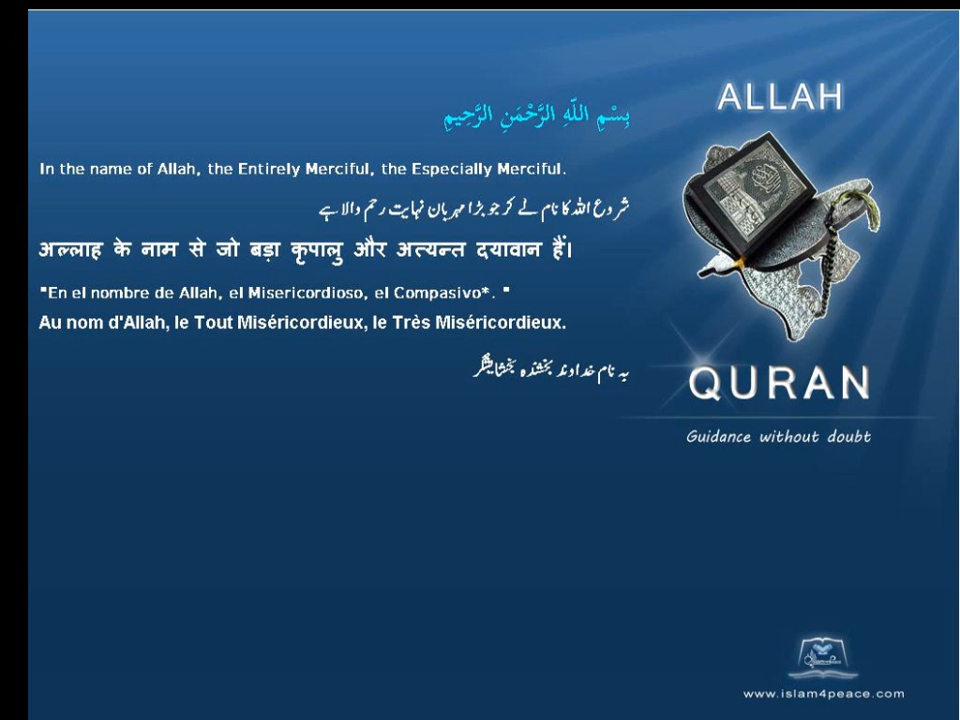 بِسْمِ اللّهِ الرَّحْمَنِ الرَّحِيمِ
In the name of Allah, the Entirely Merciful, the Especially Merciful.
شروع الله کا نام لے کر جو بڑا مہربان نہایت رحم والا ہے
अल्लाह के नाम से जो बड़ा कृपालु और अत्यन्त दयावान हैं।
"En el nombre de Allah, el Misericordioso, el Compasivo*. "
Au nom d'Allah, le Tout Miséricordieux, le Très Miséricordieux.
به نام خداوند بخشنده بخشایشگر
ALLAH
QURAN
Guidance without doubt
www.islam4peace.com